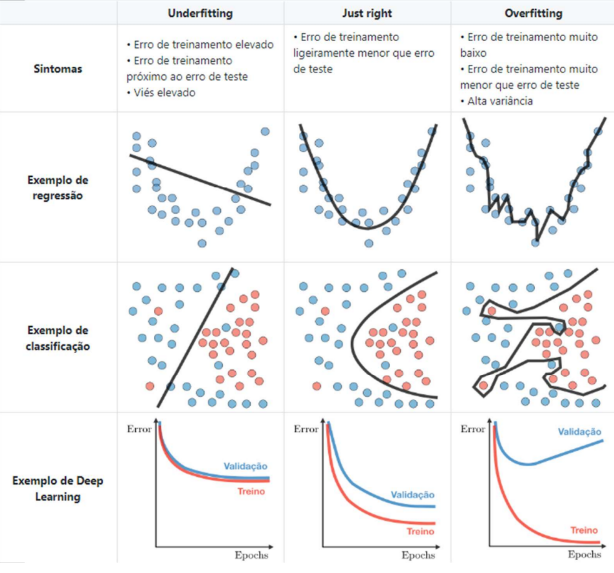 Underfitting
Just right
Overfitting
Sintomas
• Erro de treinamento elevado
• Erro de treinamento
próximo ao erro de teste
• Viés elevado
• Erro de treinamento
ligeiramente menor que erro
de teste
• Erro de treinamento muito
baixo
• Erro de treinamento muito
menor que erro de teste
• Alta variância
Exemplo de
regressão
Exemplo de
classificação
Exemplo de Deep
Learning
Error
Validação
Treino
Epochs
Error
Validação
Treino
Epochs
Error
Validação
Treino
Epochs